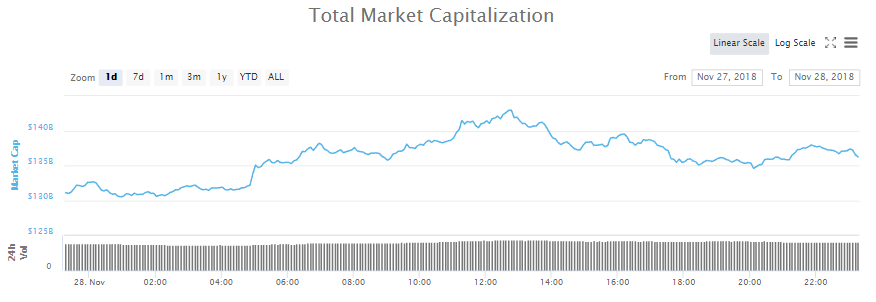 Total Market Capitalization
Linear Scale Log Scale
Zoom 1d 7d 1m 3m 1y YTD ALL From Nov 27, 2018 To Nov 28, 2018
$140B
$135B
$130B
$125B
Market Cap
24h Vol
0
28. Nov 02:00 04:00 06:00 08:00 10:00 12:00 14:00 16:00 18:00 20:00 22:00